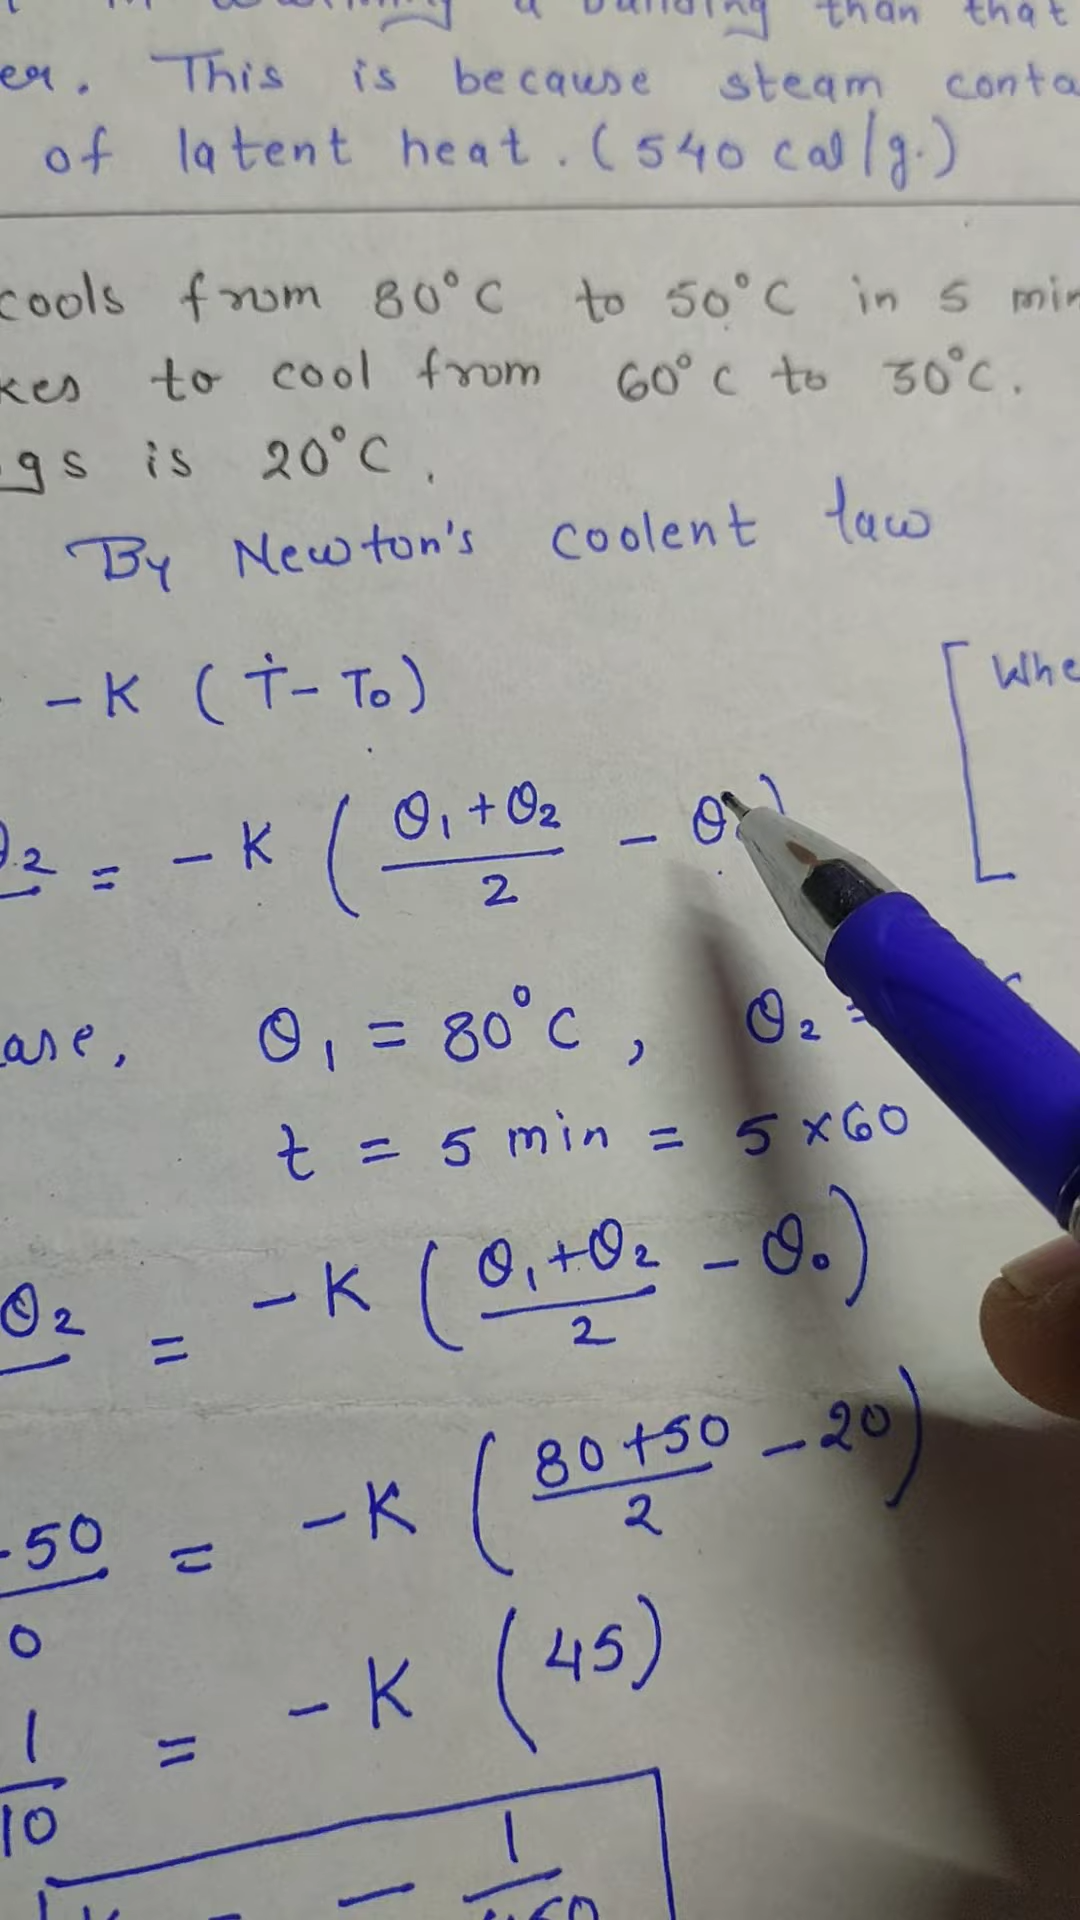 a building than that
er. This is because steam conta
of latent heat. (540 cal/g.)
cools from 80°C to 50°C in 5 min
kes to cool from 60°C to 30°C.
gs is 20°C.
By Newton's coolent law
- K (T - T₀)
[ Whe
θ₂ = - K ( (θ₁ + θ₂)/2 - θ )
ase, θ₁ = 80°C, θ₂ =
t = 5 min = 5 × 60
θ₂ = - K ( (θ₁ + θ₂)/2 - θ₀ )
- 50 / 0 = - K ( (80 + 50)/2 - 20 )
1/10 = - K (45)
- 1/